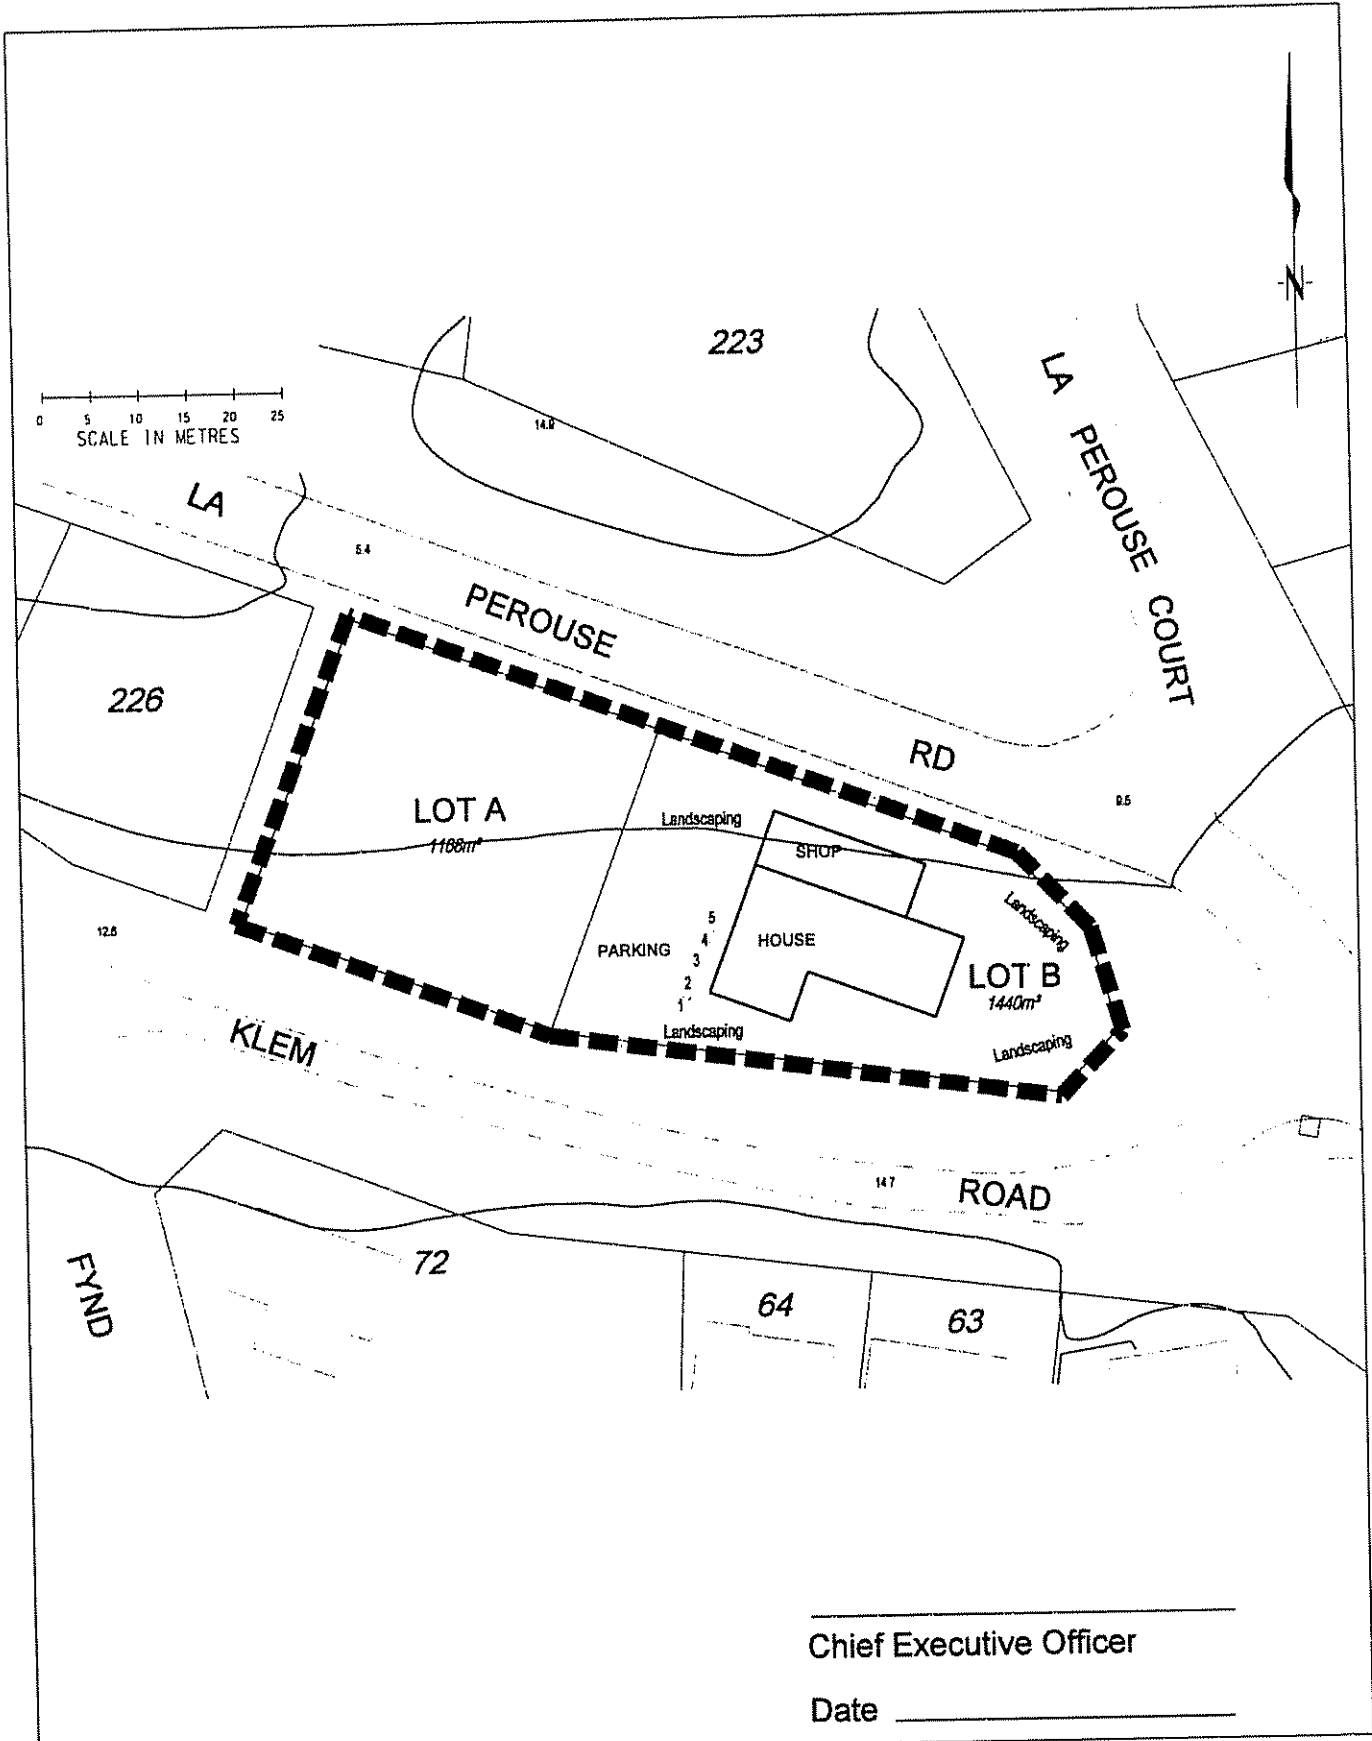 N
223
LA PEROUSE COURT
0 5 10 15 20 25
SCALE IN METRES
14.9
LA PEROUSE RD
5.4
226
LOT A
Landscaping
SHOP
9.5
Landscaping
12.6
PARKING
5
4
3
2
1
HOUSE
LOT B
1440m²
Landscaping
Landscaping
KLEM ROAD
14.7
FYND
72
64
63
Chief Executive Officer
Date